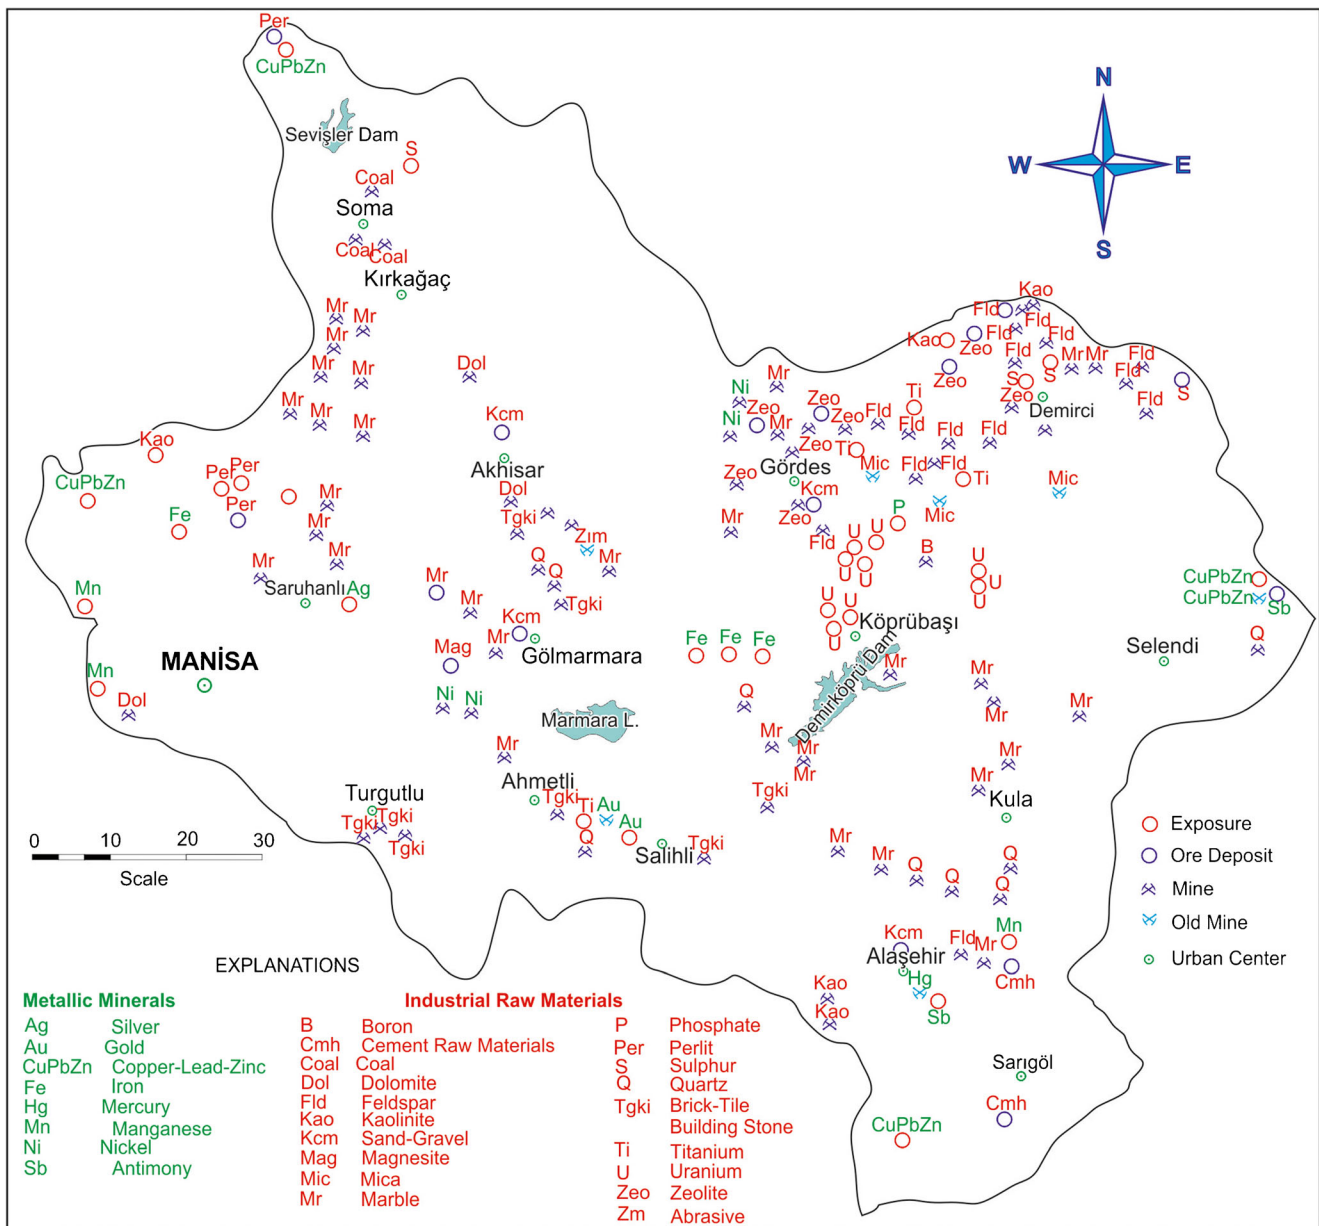 Per
CuPbZn
N
W E
S
Sevişler Dam
S
Coal
Soma
Coal
Coal
Kırkağaç
Kao
Fld
Mr
Mr
Fld
Fld
Kao
Zeo
Fld
Mr
Dol
Mr
Mr
Fld
Mr
Mr
Fld
Zeo
S
S
Fld
S
Ni
Mr
Zeo
Demirci
Ti
Mr
Mr
Kcm
Zeo
Zeo
Ni
Mr
Zeo
Fld
Fld
Fld
Fld
Fld
Mr
Kao
Zeo
Ti
Akhisar
Gördes
Mic
Fld
Fld
Ti
Mic
Per
Per
CuPbZn
Zeo
Dol
Kcm
Mr
Per
Fe
P
Mic
Tgki
Zeo
Mr
Mr
Fld
U
U
Zım
B
Mr
Mr
Q
Mr
U
U
U
U
Q
Mr
CuPbZn
Mn
Saruhanlı
Ag
CuPbZn
Sb
Tgki
Mr
U
U
U
U
Kcm
Köprübaşı
Q
Fe
Fe
Fe
Mr
Gölmarmara
Selendi
MANİSA
Mag
Mr
Demirköprü Dam
Mn
Mr
Dol
Ni
Ni
Q
Mr
Mr
Marmara L.
Mr
Mr
Mr
Mr
Mr
Mr
Ahmetli
Turgutlu
Tgki
Kula
Tgki
Ti
Au
Tgki
Tgki
Au
Tgki
Q
Salihli
Tgki
Mr
Mr
Q
Q
Q
Q
0 10 20 30
Scale
Exposure
Ore Deposit
Mine
Old Mine
Urban Center
Kcm
Fld
Mr
Mn
Alaşehir
Hg
Cmh
Sb
Kao
Kao
Sarıgöl
Cmh
CuPbZn
EXPLANATIONS
Metallic Minerals
Ag Silver
Au Gold
CuPbZn Copper-Lead-Zinc
Fe Iron
Hg Mercury
Mn Manganese
Ni Nickel
Sb Antimony
Industrial Raw Materials
B Boron
Cmh Cement Raw Materials
Coal Coal
Dol Dolomite
Fld Feldspar
Kao Kaolinite
Kcm Sand-Gravel
Mag Magnesite
Mic Mica
Mr Marble
P Phosphate
Per Perlit
S Sulphur
Q Quartz
Tgki Brick-Tile
Building Stone
Ti Titanium
U Uranium
Zeo Zeolite
Zm Abrasive